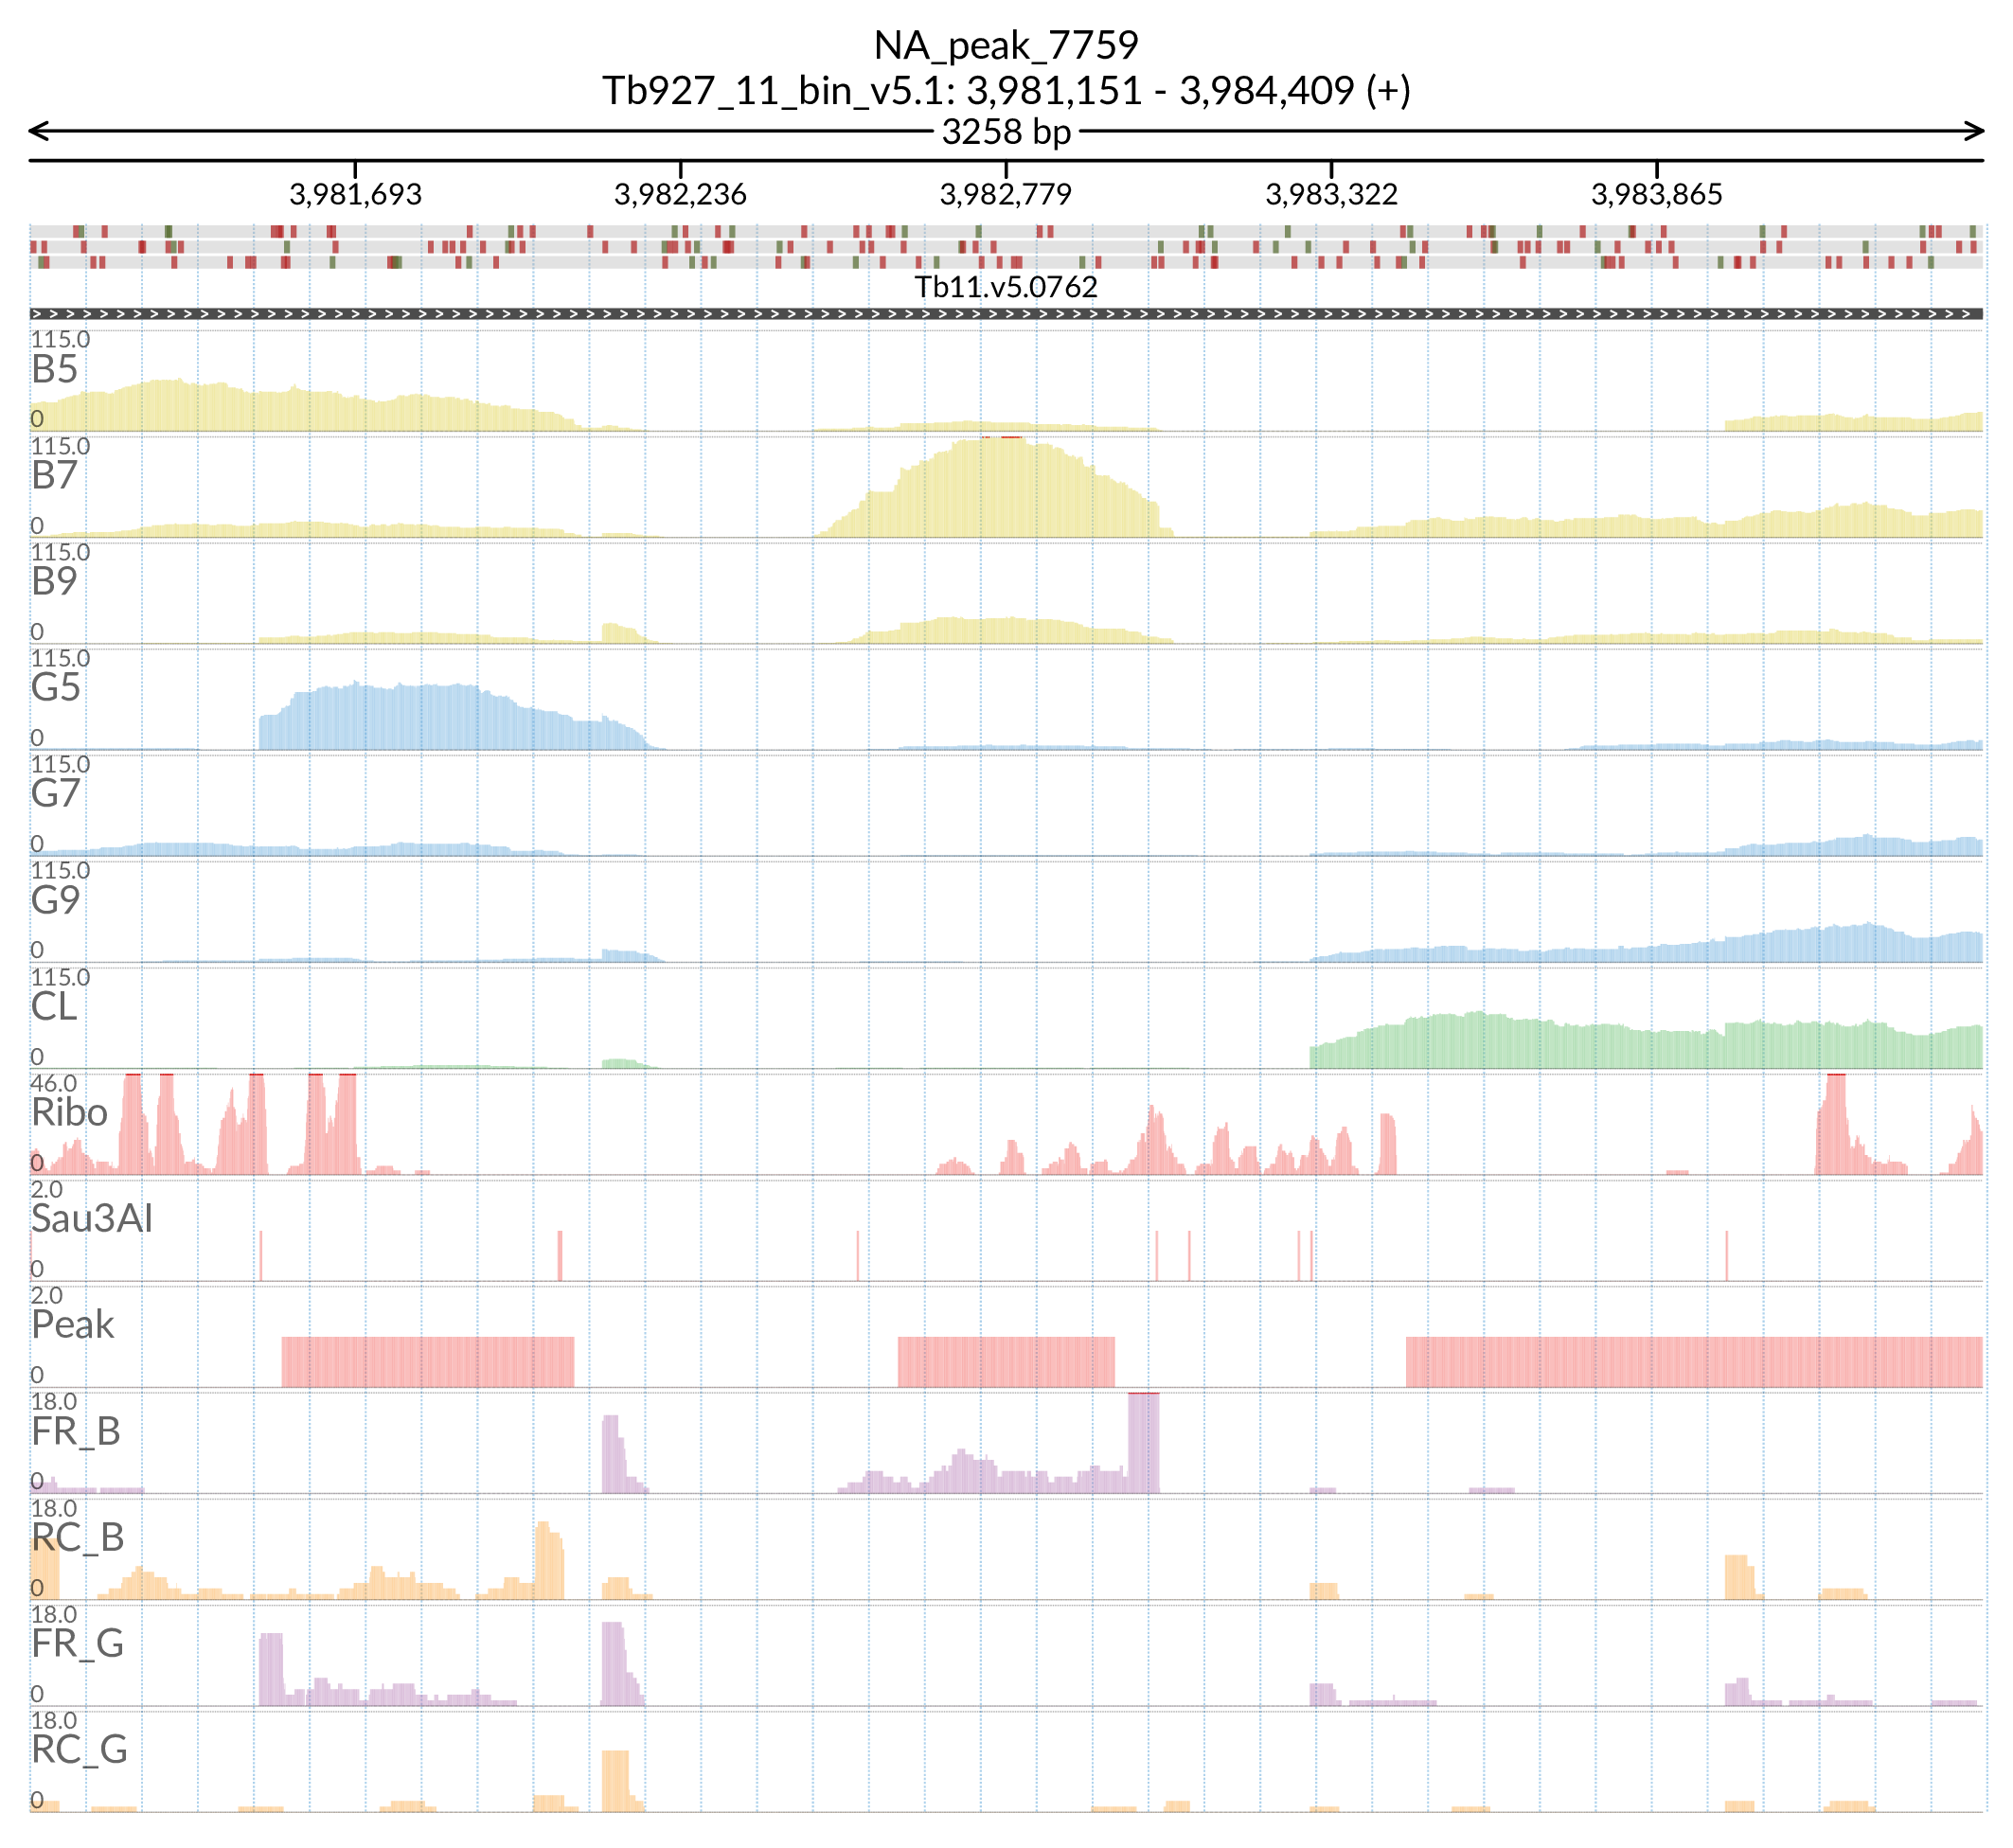 NA_peak_7759
Tb927_11_bin_v5.1: 3,981,151 - 3,984,409 (+)
3258 bp
3,981,693 3,982,236 3,982,779 3,983,322 3,983,865
Tb11.v5.0762
115.0
B5
0
115.0
B7
0
115.0
B9
0
115.0
G5
0
115.0
G7
0
115.0
G9
0
115.0
CL
0
46.0
Ribo
0
2.0
Sau3AI
0
2.0
Peak
0
18.0
FR_B
0
18.0
RC_B
0
18.0
FR_G
0
18.0
RC_G
0